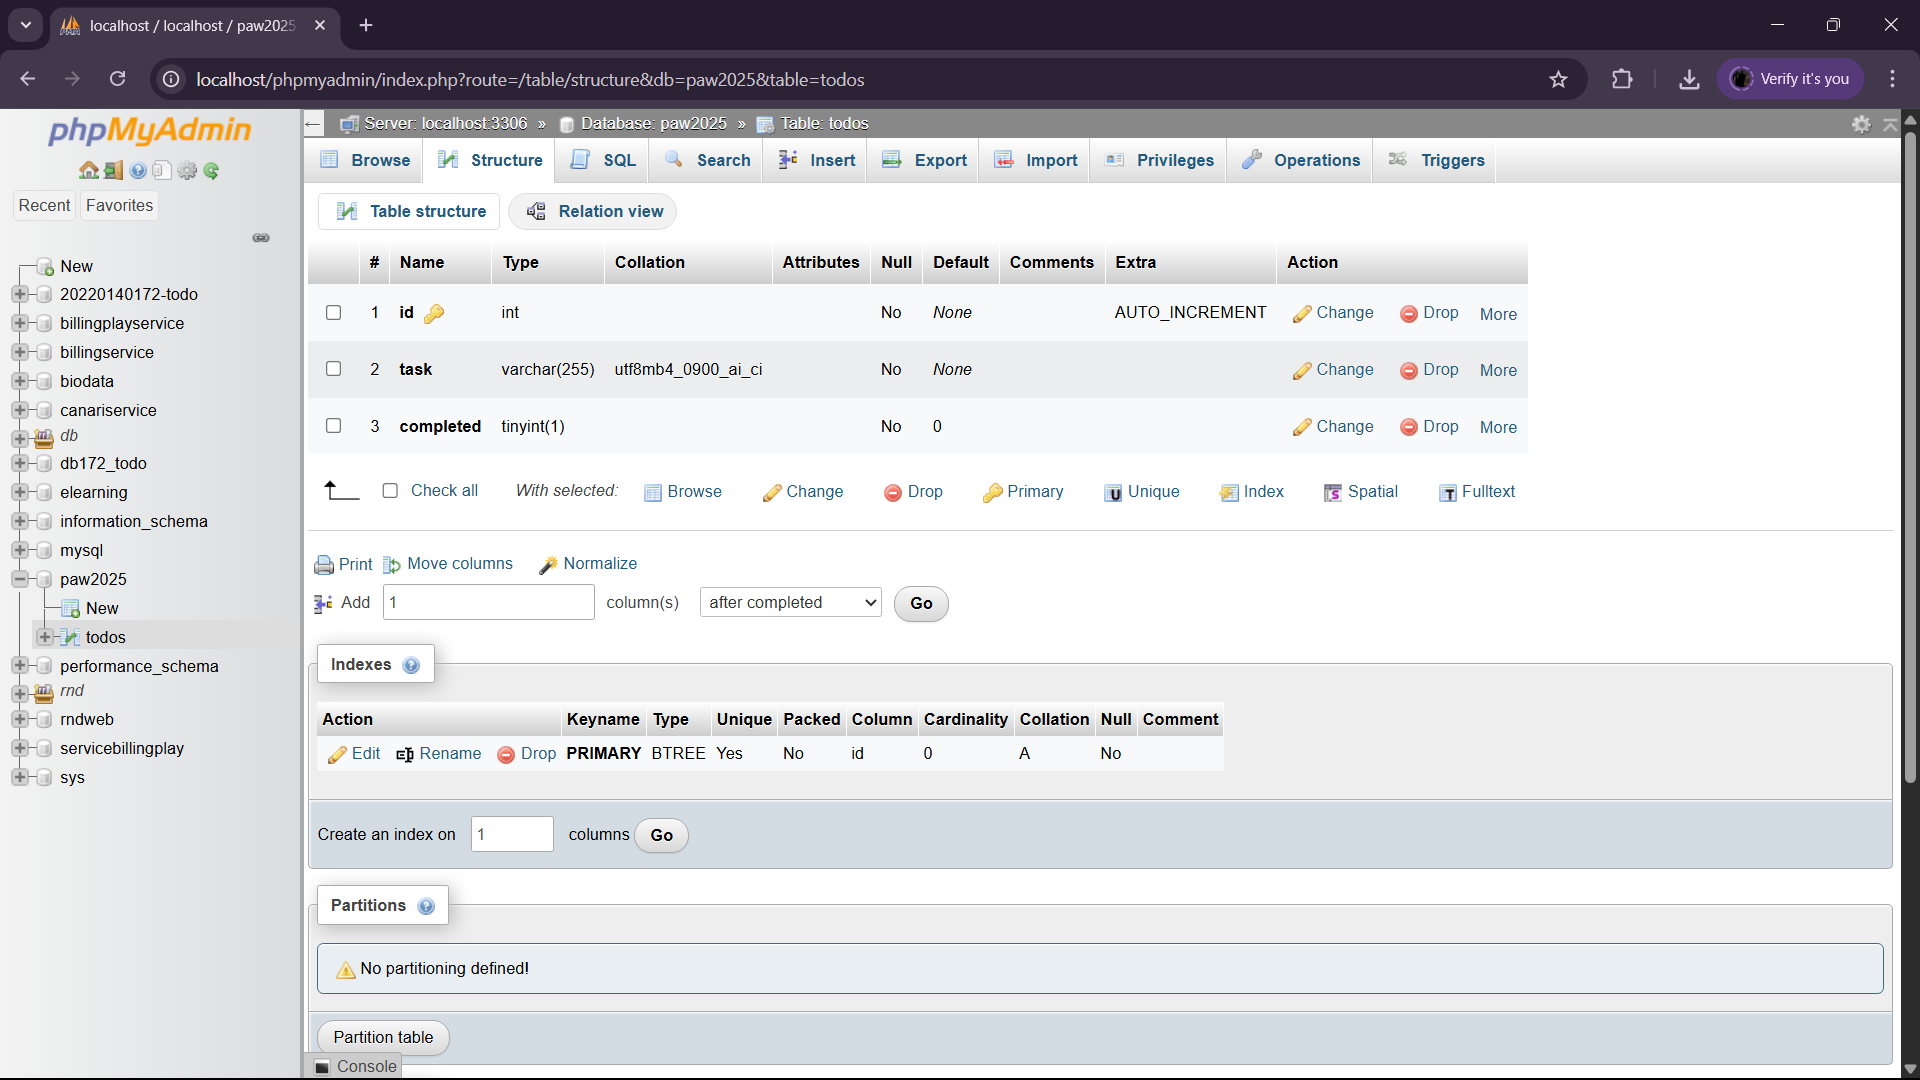 localhost / localhost / paw2025
localhost/phpmyadmin/index.php?route=/table/structure&db=paw2025&table=todos
Verify it's you
phpMyAdmin
Recent Favorites
New
20220140172-todo
billingplayservice
billingservice
biodata
canariservice
db
db172_todo
elearning
information_schema
mysql
paw2025
New
todos
performance_schema
rnd
rndweb
servicebillingplay
sys
Server: localhost:3306 » Database: paw2025 » Table: todos
Browse Structure SQL Search Insert Export Import Privileges Operations Triggers
Table structure Relation view
# Name Type Collation Attributes Null Default Comments Extra Action
1 id int No None AUTO_INCREMENT Change Drop More
2 task varchar(255) utf8mb4_0900_ai_ci No None Change Drop More
3 completed tinyint(1) No 0 Change Drop More
Check all With selected: Browse Change Drop Primary Unique Index Spatial Fulltext
Print Move columns Normalize
Add 1 column(s) after completed Go
Indexes
Action Keyname Type Unique Packed Column Cardinality Collation Null Comment
Edit Rename Drop PRIMARY BTREE Yes No id 0 A No
Create an index on 1 columns Go
Partitions
No partitioning defined!
Partition table
Console